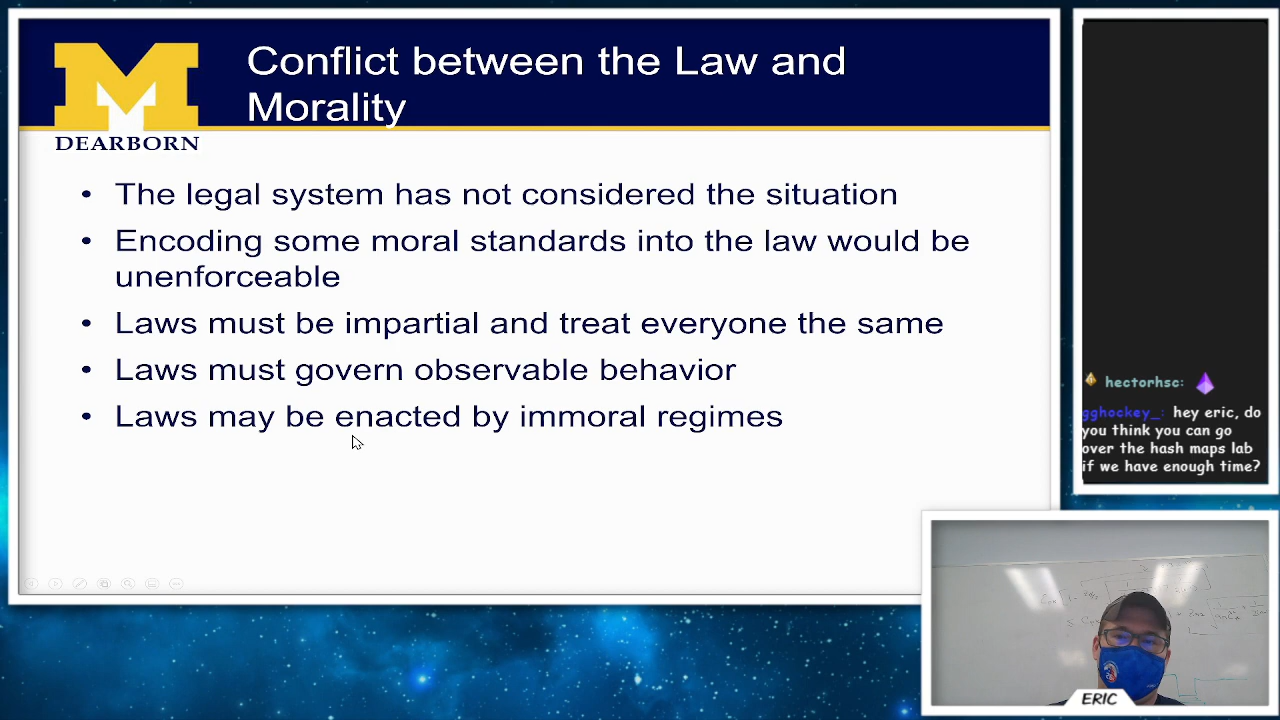 Conflict between the Law and
Morality
DEARBORN
• The legal system has not considered the situation
• Encoding some moral standards into the law would be
unenforceable
• Laws must be impartial and treat everyone the same
• Laws must govern observable behavior
• Laws may be enacted by immoral regimes
hectorhsc:
gghockey_: hey eric, do
you think you can go
over the hash maps lab
if we have enough time?
ERIC